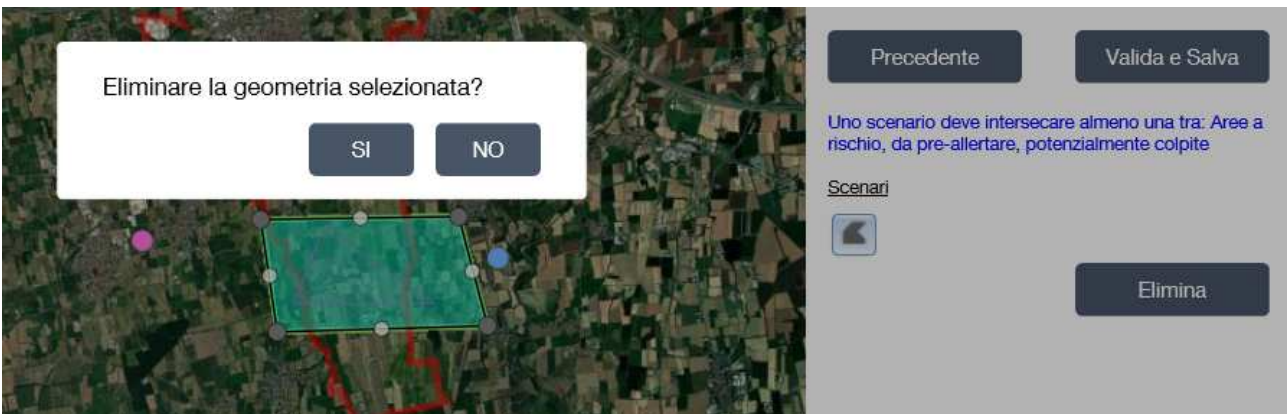 Eliminare la geometria selezionata?
SI
NO
Precedente
Valida e Salva
Uno scenario deve intersecare almeno una tra: Aree a
rischio, da pre-allertare, potenzialmente colpite
Scenari
Elimina